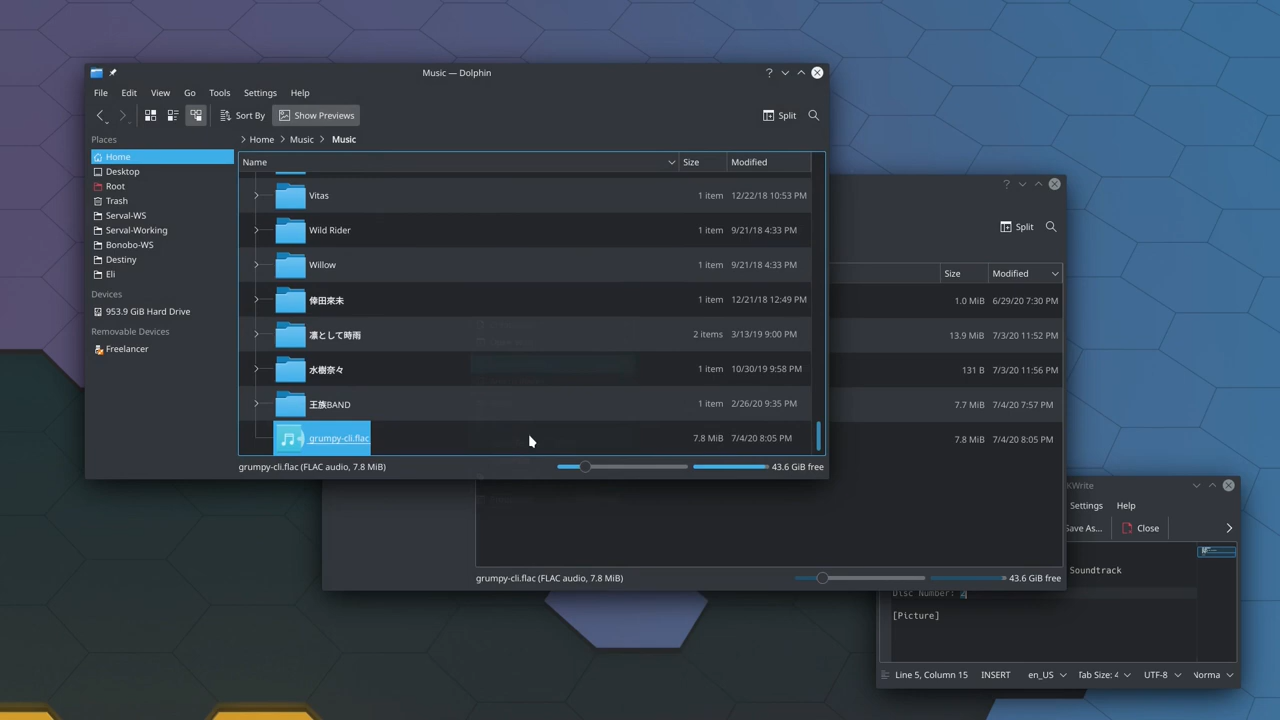 Music — Dolphin
File Edit View Go Tools Settings Help
Sort By Show Previews Split
Places
Home
Desktop
Root
Trash
Serval-WS
Serval-Working
Bonobo-WS
Destiny
Eli
Devices
953.9 GiB Hard Drive
Removable Devices
Freelancer
Home Music Music
Name Size Modified
Vitas 1 item 12/22/18 10:53 PM
Wild Rider 1 item 9/21/18 4:33 PM
Willow 1 item 9/21/18 4:33 PM
倖田來未 1 item 12/21/18 12:49 PM
凛として時雨 2 items 3/13/19 9:00 PM
水樹奈々 1 item 10/30/19 9:58 PM
王族BAND 1 item 2/26/20 9:35 PM
grumpy-cli.flac 7.8 MiB 7/4/20 8:05 PM
grumpy-cli.flac (FLAC audio, 7.8 MiB) 43.6 GiB free
Split
Size Modified
1.0 MiB 6/29/20 7:30 PM
13.9 MiB 7/3/20 11:52 PM
131 B 7/3/20 11:56 PM
7.7 MiB 7/4/20 7:57 PM
7.8 MiB 7/4/20 8:05 PM
grumpy-cli.flac (FLAC audio, 7.8 MiB) 43.6 GiB free
KWrite
Settings Help
Save As... Close
Soundtrack
Disc Number:
[Picture]
Line 5, Column 15 INSERT en_US Tab Size: 4 UTF-8 Norma